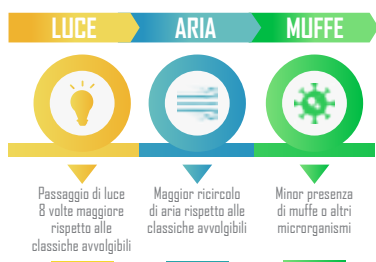 LUCE
ARIA
MUFFE
Passaggio di luce
8 volte maggiore
rispetto alle
classiche avvolgibili
Maggior ricircolo
di aria rispetto alle
classiche avvolgibili
Minor presenza
di muffe o altri
microrganismi